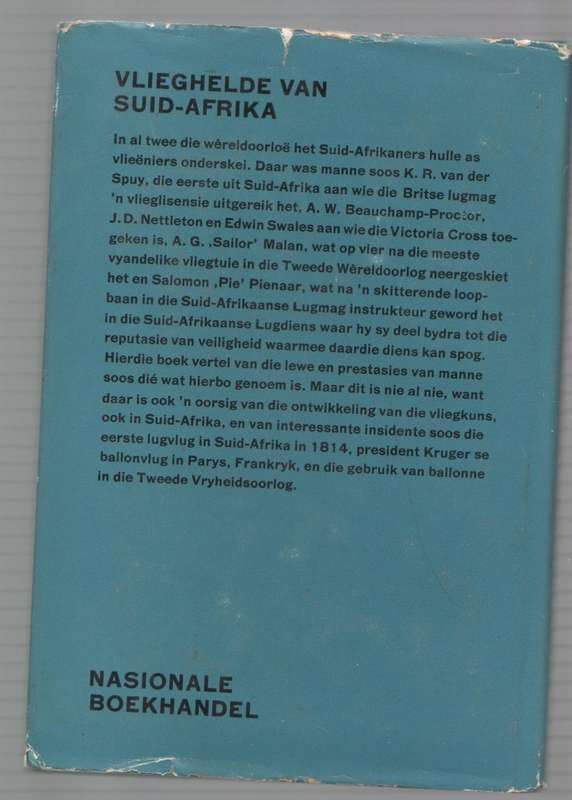 VLIEGHELDE VAN
SUID-AFRIKA
In al twee die wêreldoorloë het Suid-Afrikaners hulle as
vlieëniers onderskei. Daar was manne soos K. R. van der
Spuy, die eerste uit Suid-Afrika aan wie die Britse lugmag
'n vlieglisensie uitgereik het, A. W. Beauchamp-Proctor,
J. D. Nettleton en Edwin Swales aan wie die Victoria Cross toe-
geken is, A. G. ‚Sailor’ Malan, wat op vier na die meeste
vyandelike vliegtuie in die Tweede Wêreldoorlog neergeskiet
het en Salomon ‚Pie’ Pienaar, wat na 'n skitterende loop-
baan in die Suid-Afrikaanse Lugmag instrukteur geword het
in die Suid-Afrikaanse Lugdiens waar hy sy deel bydra tot die
reputasie van veiligheid waarmee daardie diens kan spog.
Hierdie boek vertel van die lewe en prestasies van manne
soos dié wat hierbo genoem is. Maar dit is nie al nie, want
daar is ook 'n oorsig van die ontwikkeling van die vliegkuns,
ook in Suid-Afrika, en van interessante insidente soos die
eerste lugvlug in Suid-Afrika in 1814, president Kruger se
ballonvlug in Parys, Frankryk, en die gebruik van ballonne
in die Tweede Vryheidsoorlog.
NASIONALE
BOEKHANDEL